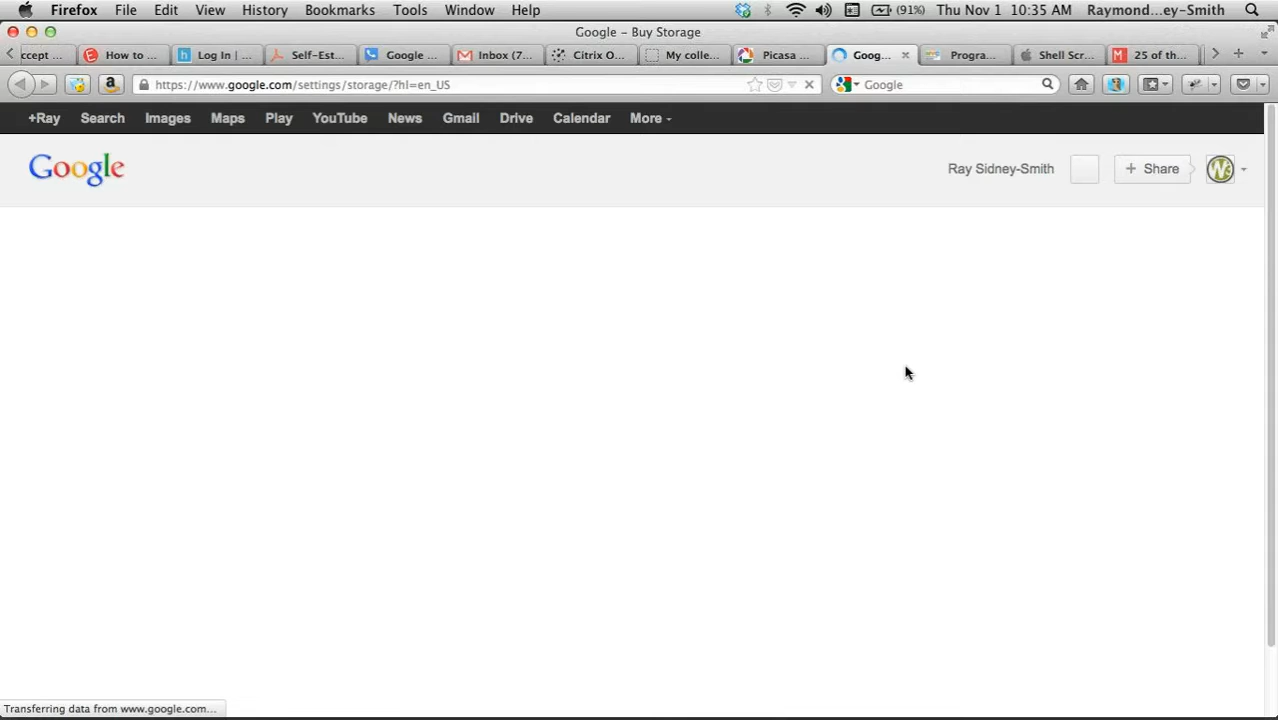 Firefox File Edit View History Bookmarks Tools Window Help (91%) Thu Nov 1 10:35 AM Raymond...ey-Smith
Google - Buy Storage
ccept ... How to ... Log In | ... Self-Est... Google ... Inbox (7... Citrix O... My colle... Picasa ... Goog... Progra... Shell Scr... 25 of th...
https://www.google.com/settings/storage/?hl=en_US Google
+Ray Search Images Maps Play YouTube News Gmail Drive Calendar More
Google Ray Sidney-Smith + Share
Transferring data from www.google.com...